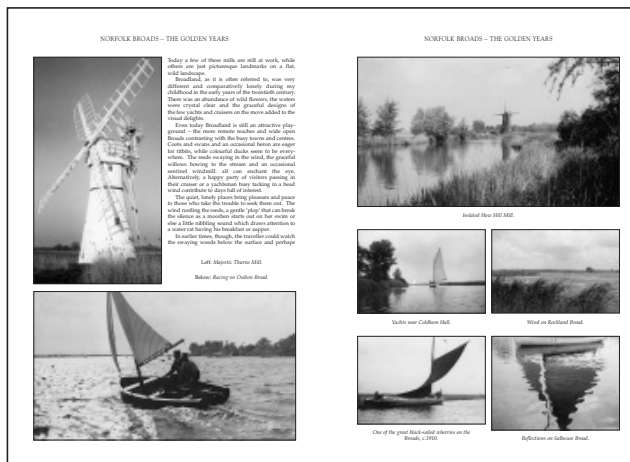 NORFOLK BROADS – THE GOLDEN YEARS
Today a few of these mills are still at work, while
others are just picturesque landmarks on a flat,
wild landscape.
Broadland, as it is often referred to, was very
different and comparatively lonely during my
childhood in the early years of the twentieth century.
There was an abundance of wild flowers, the waters
were crystal clear and the graceful designs of
the few yachts and cruisers on the move added to the
visual delights.
Even today Broadland is still an attractive play-
ground – the more remote reaches and wide open
Broads contrasting with the busy towns and centres.
Coots and swans and an occasional heron are eager
for titbits, while colourful ducks seem to be every-
where. The reeds swaying in the wind, the graceful
willows bowing to the stream and an occasional
sentinel windmill: all can enchant the eye.
Alternatively, a happy party of visitors passing in
their cruiser or a yachtsman busy tacking in a head
wind contribute to days full of interest.
The quiet, lonely places bring pleasure and peace
to those who take the trouble to seek them out. The
wind rustling the reeds, a gentle 'plop' that can break
the silence as a moorhen starts out on her swim or
else a little nibbling sound which draws attention to
a water rat having his breakfast or supper.
In earlier times, though, the traveller could watch
the swaying weeds below the surface and perhaps
Left: Majestic Thurne Mill.
Below: Racing on Oulton Broad.
NORFOLK BROADS – THE GOLDEN YEARS
Isolated How Hill Mill.
Yachts near Coldham Hall.
Wind on Rockland Broad.
One of the great black-sailed wherries on the
Broads, c.1910.
Reflections on Salhouse Broad.